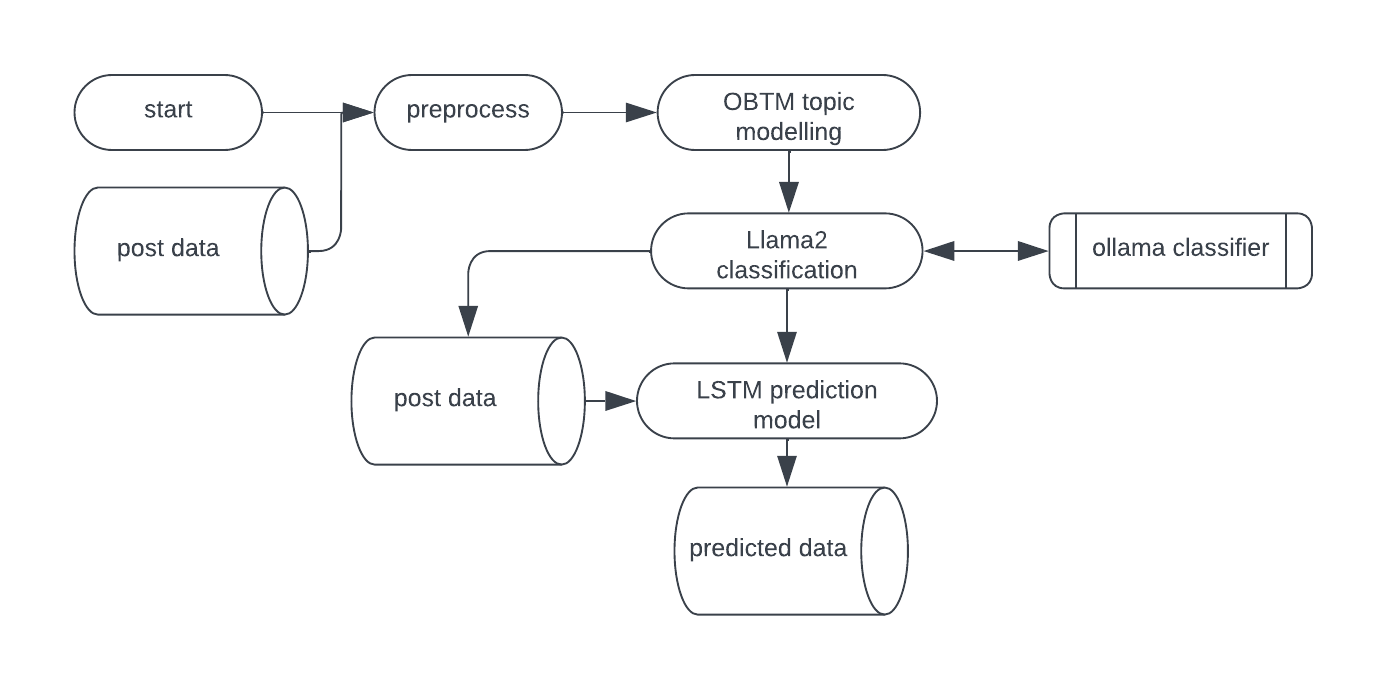 start
preprocess
OBTM topic
modelling
post data
Llama2
classification
ollama classifier
post data
LSTM prediction
model
predicted data